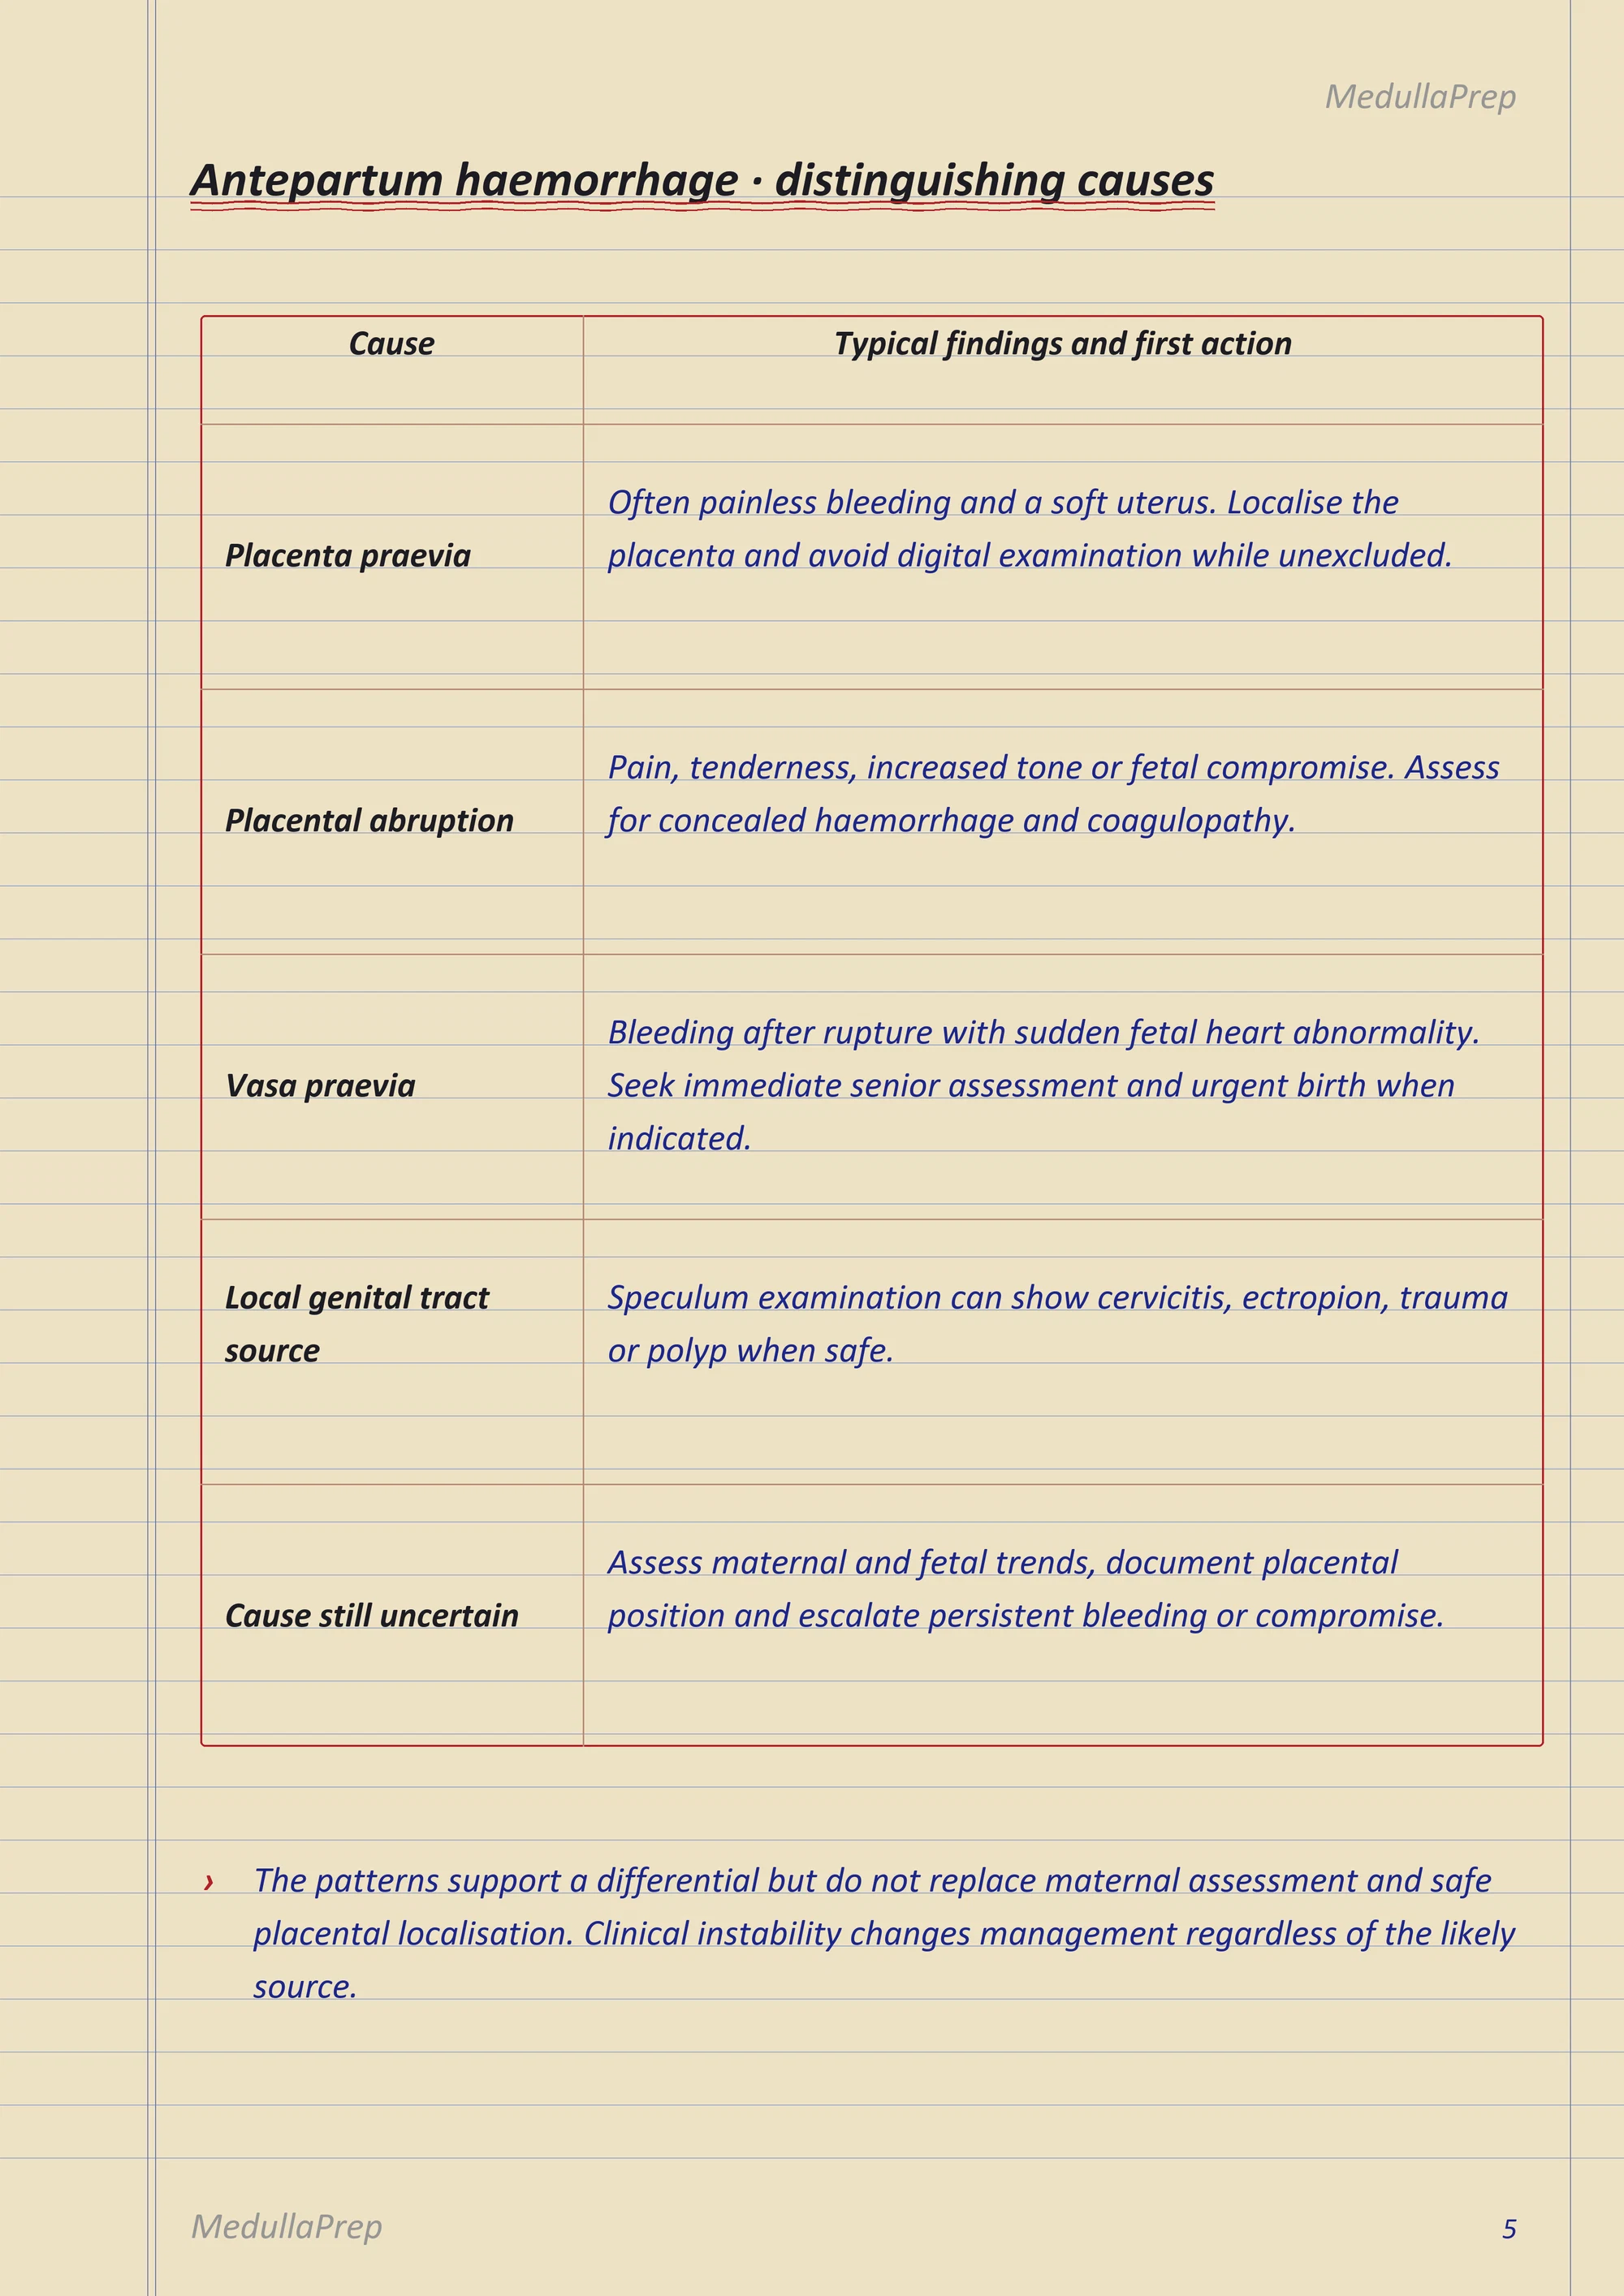 MedullaPrep
Antepartum haemorrhage · distinguishing causes
Cause
Typical findings and first action
Placenta praevia
Often painless bleeding and a soft uterus. Localise the
placenta and avoid digital examination while unexcluded.
Placental abruption
Pain, tenderness, increased tone or fetal compromise. Assess
for concealed haemorrhage and coagulopathy.
Vasa praevia
Bleeding after rupture with sudden fetal heart abnormality.
Seek immediate senior assessment and urgent birth when
indicated.
Local genital tract
source
Speculum examination can show cervicitis, ectropion, trauma
or polyp when safe.
Cause still uncertain
Assess maternal and fetal trends, document placental
position and escalate persistent bleeding or compromise.
› The patterns support a differential but do not replace maternal assessment and safe
placental localisation. Clinical instability changes management regardless of the likely
source.
MedullaPrep
5